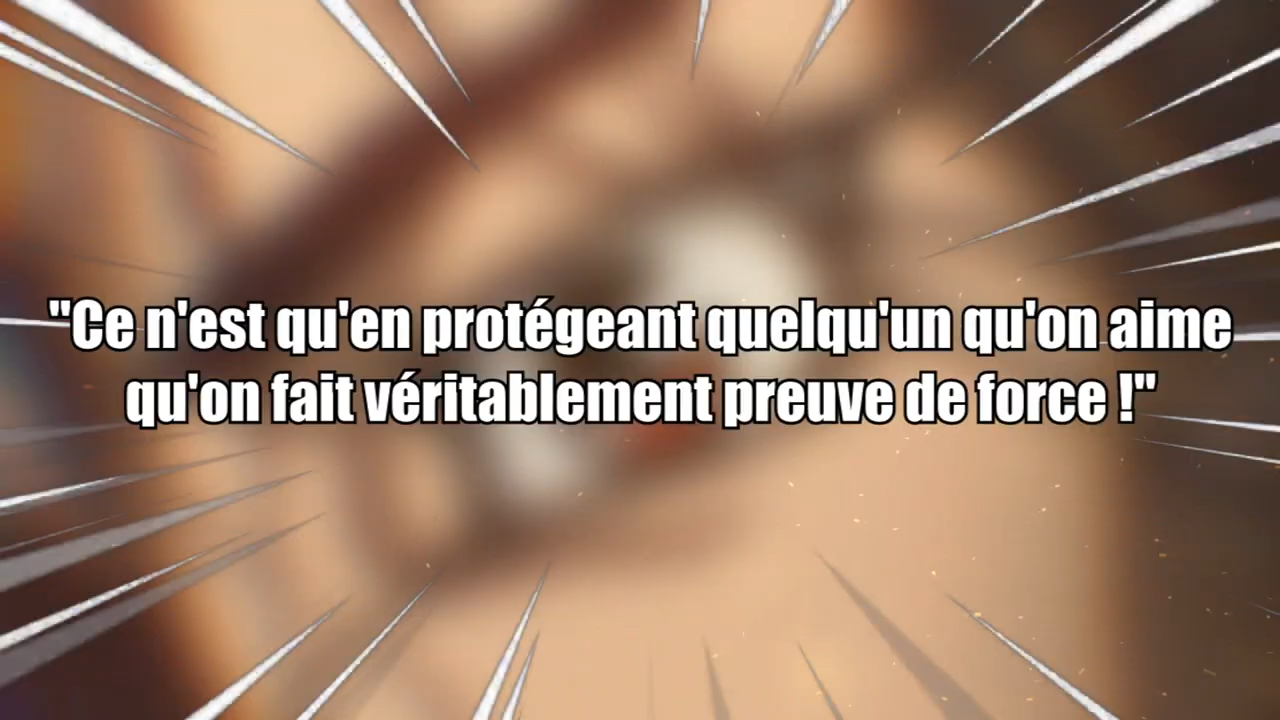 "Ce n'est qu'en protégeant quelqu'un qu'on aime
qu'on fait véritablement preuve de force !"